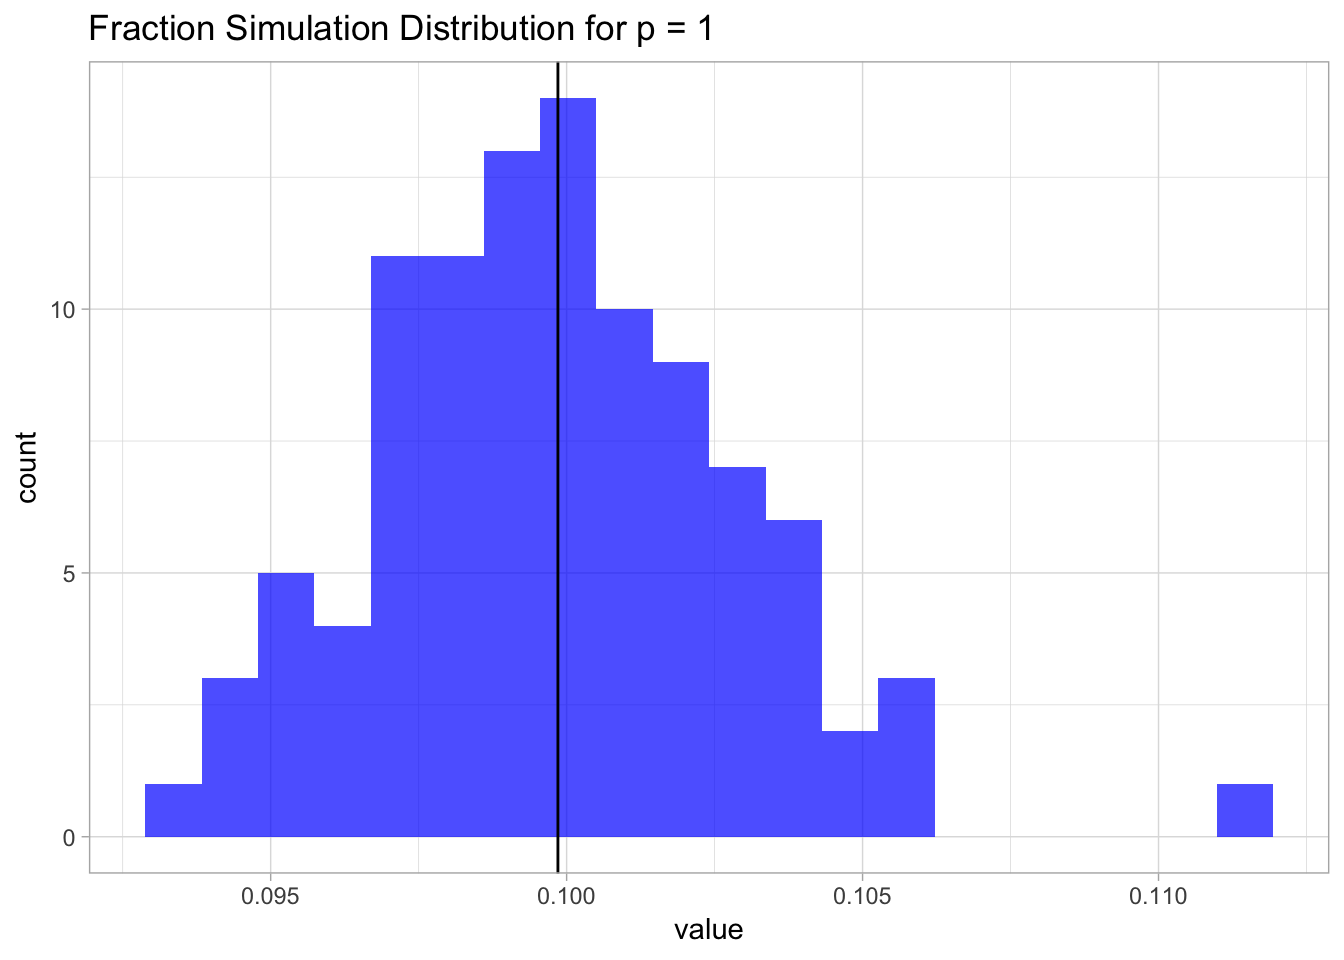 Fraction Simulation Distribution for p = 1
10
5
0
count
0.095 0.100 0.105 0.110
value